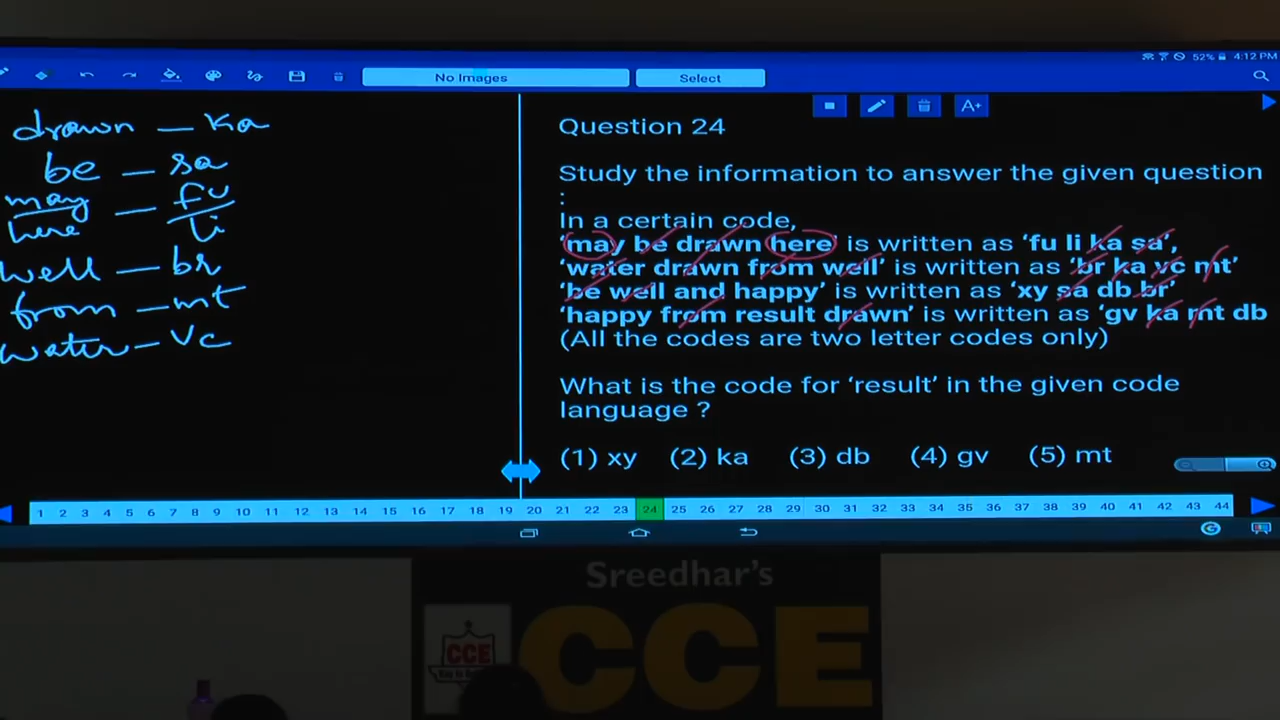 52% 4:12 PM
No Images Select
A+
drawn — ka
be — sa
may — fu
here li
well — br
from — mt
water — vc
Question 24
Study the information to answer the given question
:
In a certain code,
‘may be drawn here’ is written as ‘fu li ka sa’,
‘water drawn from well’ is written as ‘br ka vc mt’
‘be well and happy’ is written as ‘xy sa db br’
‘happy from result drawn’ is written as ‘gv ka mt db
(All the codes are two letter codes only)
What is the code for ‘result’ in the given code
language ?
(1) xy (2) ka (3) db (4) gv (5) mt
1 2 3 4 5 6 7 8 9 10 11 12 13 14 15 16 17 18 19 20 21 22 23 24 25 26 27 28 29 30 31 32 33 34 35 36 37 38 39 40 41 42 43 44
Sreedhar's
CCE
CCE